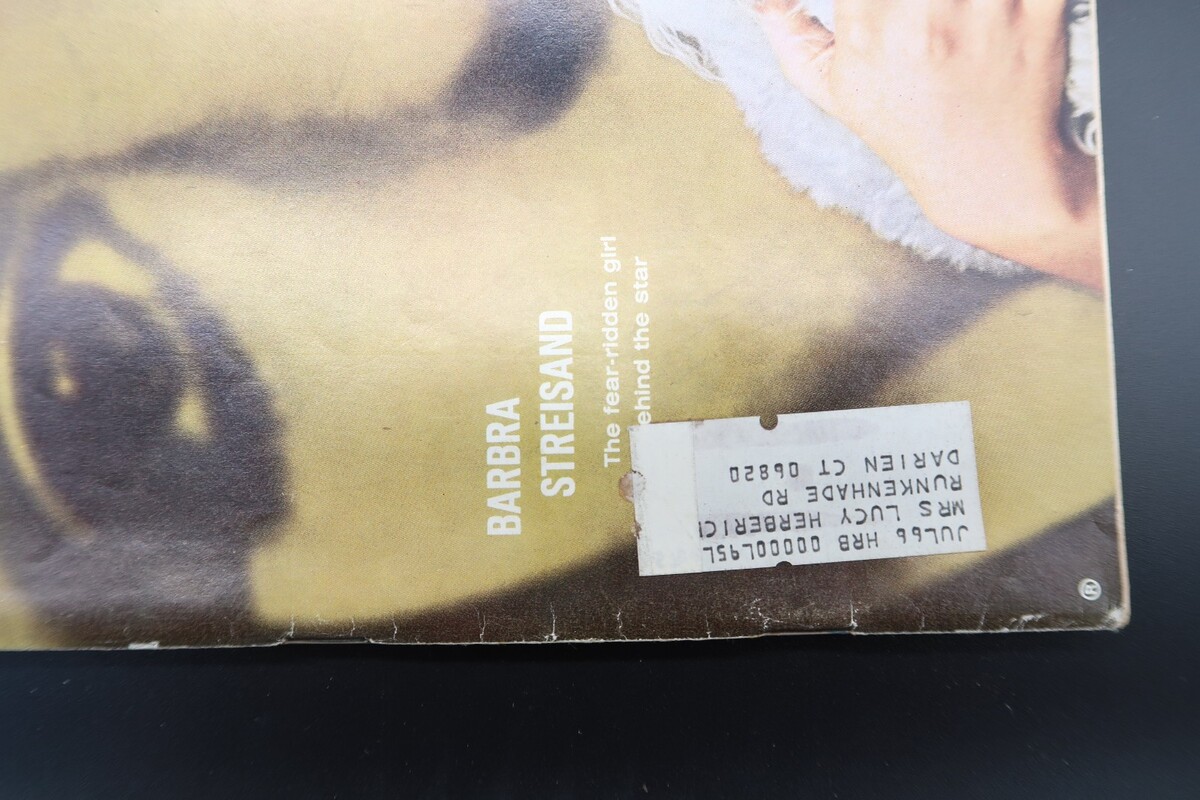 BARBRA
STREISAND
The fear-ridden girl
ehind the star
JUL66 HRB 00000L95L
MRS LUCY HERBERIC
RUNKENHADE RD
DARIEN CT 06820
®